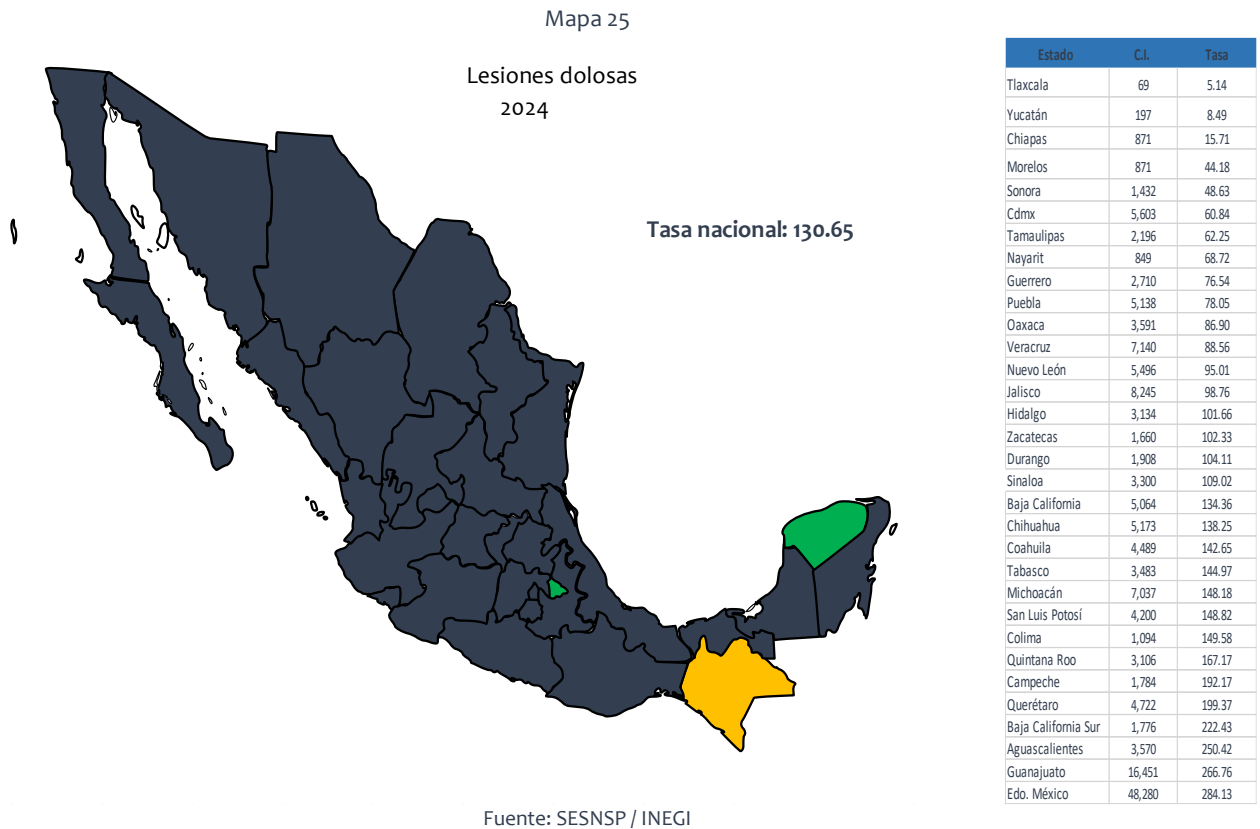 Mapa 25
Lesiones dolosas
2024
Tasa nacional: 130.65
Estado C.I. Tasa
Tlaxcala 69 5.14
Yucatán 197 8.49
Chiapas 871 15.71
Morelos 871 44.18
Sonora 1,432 48.63
Cdmx 5,603 60.84
Tamaulipas 2,196 62.25
Nayarit 849 68.72
Guerrero 2,710 76.54
Puebla 5,138 78.05
Oaxaca 3,591 86.90
Veracruz 7,140 88.56
Nuevo León 5,496 95.01
Jalisco 8,245 98.76
Hidalgo 3,134 101.66
Zacatecas 1,660 102.33
Durango 1,908 104.11
Sinaloa 3,300 109.02
Baja California 5,064 134.36
Chihuahua 5,173 138.25
Coahuila 4,489 142.65
Tabasco 3,483 144.97
Michoacán 7,037 148.18
San Luis Potosí 4,200 148.82
Colima 1,094 149.58
Quintana Roo 3,106 167.17
Campeche 1,784 192.17
Querétaro 4,722 199.37
Baja California Sur 1,776 222.43
Aguascalientes 3,570 250.42
Guanajuato 16,451 266.76
Edo. México 48,280 284.13
Fuente: SESNSP / INEGI